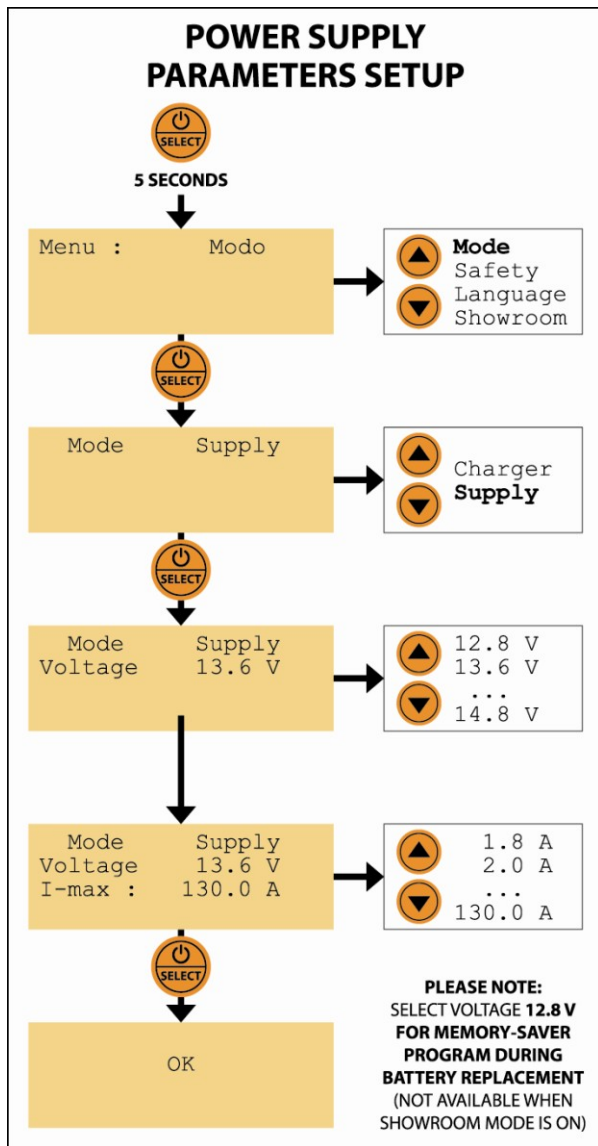 POWER SUPPLY
PARAMETERS SETUP
SELECT
5 SECONDS
Menu : Modo
Mode
Safety
Language
Showroom
SELECT
Mode Supply
Charger
Supply
SELECT
Mode Supply
Voltage 13.6 V
12.8 V
13.6 V
...
14.8 V
Mode Supply
Voltage 13.6 V
I-max : 130.0 A
1.8 A
2.0 A
...
130.0 A
SELECT
OK
PLEASE NOTE:
SELECT VOLTAGE 12.8 V
FOR MEMORY-SAVER
PROGRAM DURING
BATTERY REPLACEMENT
(NOT AVAILABLE WHEN
SHOWROOM MODE IS ON)